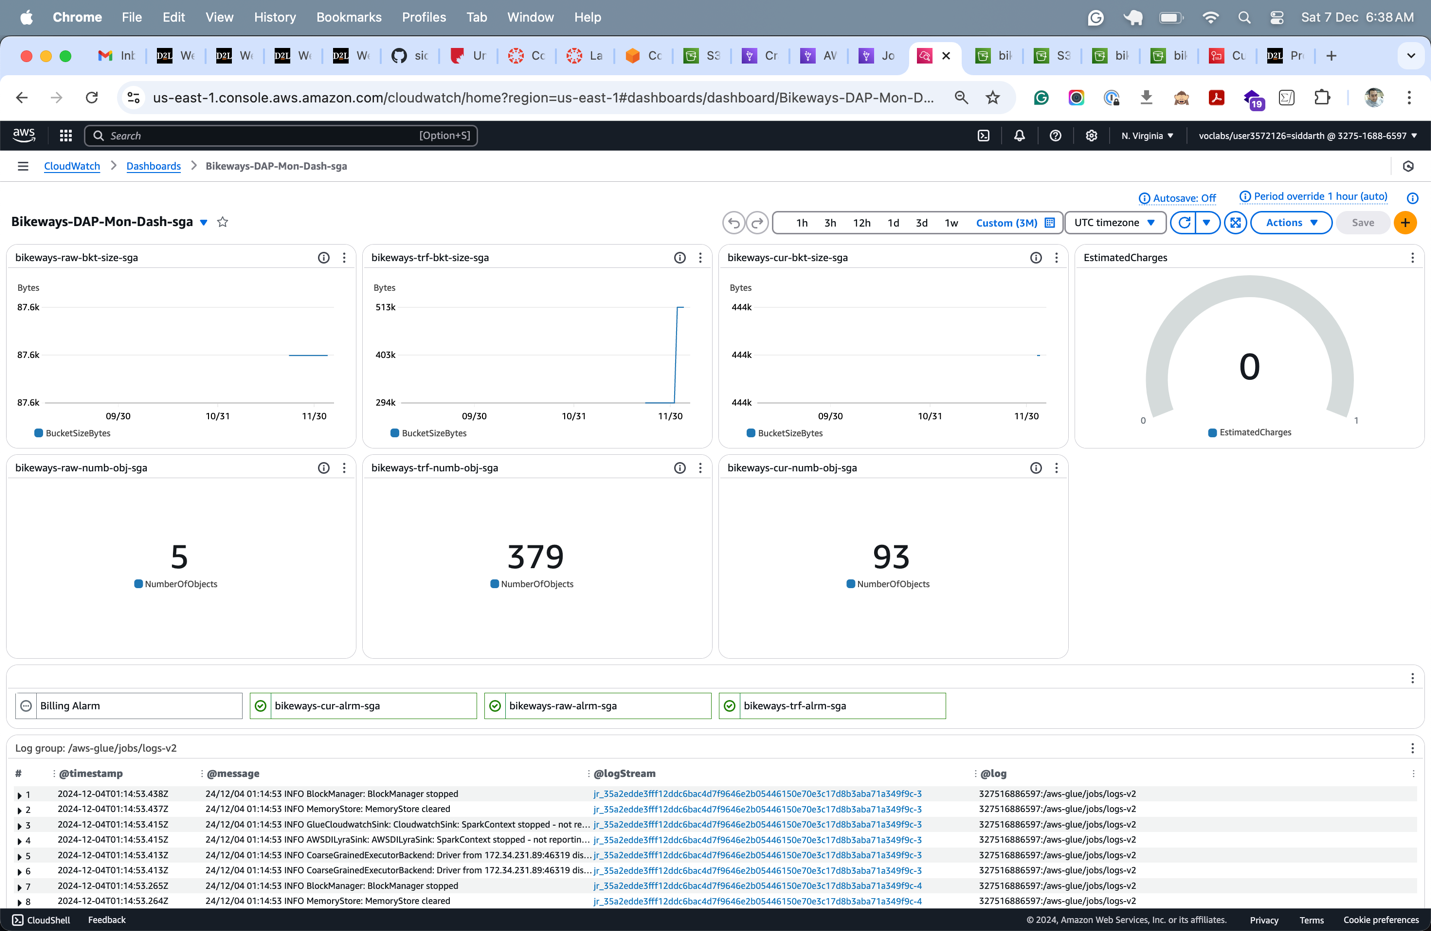 Chrome File Edit View History Bookmarks Profiles Tab Window Help Sat 7 Dec 6:38 AM
Inb D2L We D2L We D2L We D2L We sic Ur Co La Co S3 Cr AV Jo bik S3 bik bik Cu D2L Pr
us-east-1.console.aws.amazon.com/cloudwatch/home?region=us-east-1#dashboards/dashboard/Bikeways-DAP-Mon-D... 19
aws Search [Option+S] N. Virginia voclabs/user3572126=siddarth @ 3275-1688-6597
CloudWatch Dashboards Bikeways-DAP-Mon-Dash-sga
Autosave: Off Period override 1 hour (auto)
Bikeways-DAP-Mon-Dash-sga 1h 3h 12h 1d 3d 1w Custom (3M) UTC timezone Actions Save
bikeways-raw-bkt-size-sga
Bytes
87.6k
87.6k
87.6k
09/30 10/31 11/30
BucketSizeBytes
bikeways-trf-bkt-size-sga
Bytes
513k
403k
294k
09/30 10/31 11/30
BucketSizeBytes
bikeways-cur-bkt-size-sga
Bytes
444k
444k
444k
09/30 10/31 11/30
BucketSizeBytes
EstimatedCharges
0
0 1
EstimatedCharges
bikeways-raw-numb-obj-sga
5
NumberOfObjects
bikeways-trf-numb-obj-sga
379
NumberOfObjects
bikeways-cur-numb-obj-sga
93
NumberOfObjects
Billing Alarm bikeways-cur-alrm-sga bikeways-raw-alrm-sga bikeways-trf-alrm-sga
Log group: /aws-glue/jobs/logs-v2
# @timestamp @message @logStream @log
1 2024-12-04T01:14:53.438Z 24/12/04 01:14:53 INFO BlockManager: BlockManager stopped jr_35a2edde3fff12ddc6bac4d7f9646e2b05446150e70e3c17d8b3aba71a349f9c-3 327516886597:/aws-glue/jobs/logs-v2
2 2024-12-04T01:14:53.437Z 24/12/04 01:14:53 INFO MemoryStore: MemoryStore cleared jr_35a2edde3fff12ddc6bac4d7f9646e2b05446150e70e3c17d8b3aba71a349f9c-3 327516886597:/aws-glue/jobs/logs-v2
3 2024-12-04T01:14:53.415Z 24/12/04 01:14:53 INFO GlueCloudwatchSink: CloudwatchSink: SparkContext stopped - not re... jr_35a2edde3fff12ddc6bac4d7f9646e2b05446150e70e3c17d8b3aba71a349f9c-3 327516886597:/aws-glue/jobs/logs-v2
4 2024-12-04T01:14:53.415Z 24/12/04 01:14:53 INFO AWSDILyraSink: AWSDILyraSink: SparkContext stopped - not reportin... jr_35a2edde3fff12ddc6bac4d7f9646e2b05446150e70e3c17d8b3aba71a349f9c-3 327516886597:/aws-glue/jobs/logs-v2
5 2024-12-04T01:14:53.413Z 24/12/04 01:14:53 INFO CoarseGrainedExecutorBackend: Driver from 172.34.231.89:46319 dis... jr_35a2edde3fff12ddc6bac4d7f9646e2b05446150e70e3c17d8b3aba71a349f9c-3 327516886597:/aws-glue/jobs/logs-v2
6 2024-12-04T01:14:53.413Z 24/12/04 01:14:53 INFO CoarseGrainedExecutorBackend: Driver from 172.34.231.89:46319 dis... jr_35a2edde3fff12ddc6bac4d7f9646e2b05446150e70e3c17d8b3aba71a349f9c-3 327516886597:/aws-glue/jobs/logs-v2
7 2024-12-04T01:14:53.265Z 24/12/04 01:14:53 INFO BlockManager: BlockManager stopped jr_35a2edde3fff12ddc6bac4d7f9646e2b05446150e70e3c17d8b3aba71a349f9c-4 327516886597:/aws-glue/jobs/logs-v2
8 2024-12-04T01:14:53.264Z 24/12/04 01:14:53 INFO MemoryStore: MemoryStore cleared jr_35a2edde3fff12ddc6bac4d7f9646e2b05446150e70e3c17d8b3aba71a349f9c-4 327516886597:/aws-glue/jobs/logs-v2
CloudShell Feedback © 2024, Amazon Web Services, Inc. or its affiliates. Privacy Terms Cookie preferences